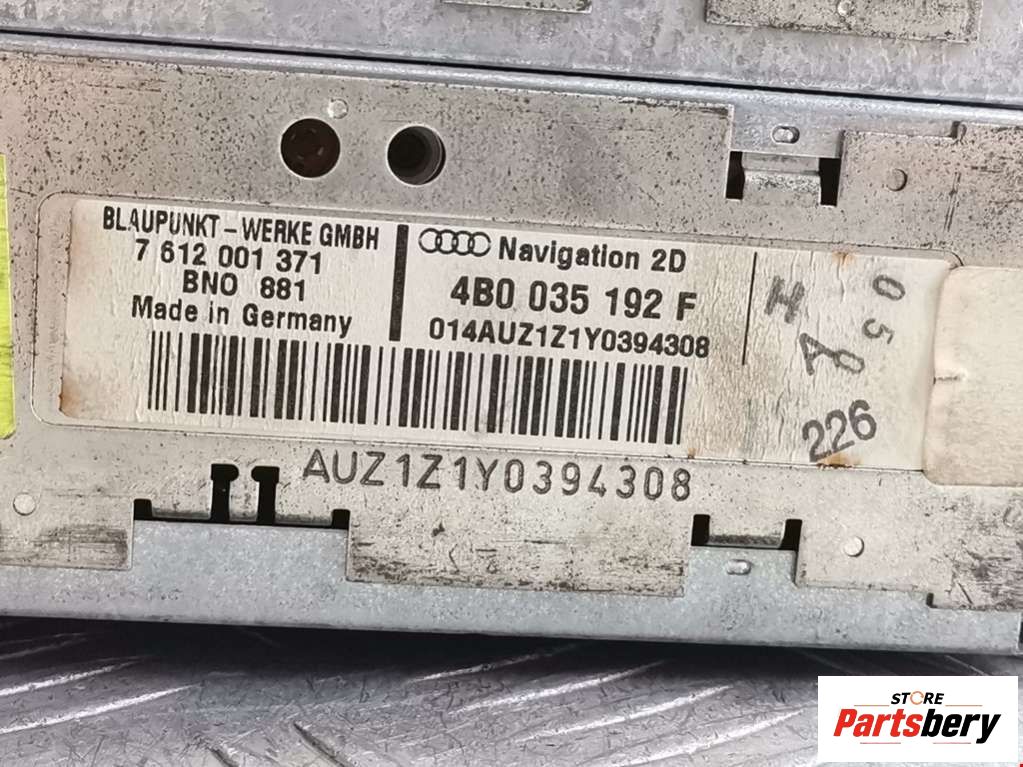 BLAUPUNKT - WERKE GMBH
7 612 001 371
BNO 881
Made in Germany
Navigation 2D
4B0 035 192 F
014AUZ1Z1Y0394308
H
050
226
AUZ1Z1Y0394308
STORE
Partsbery